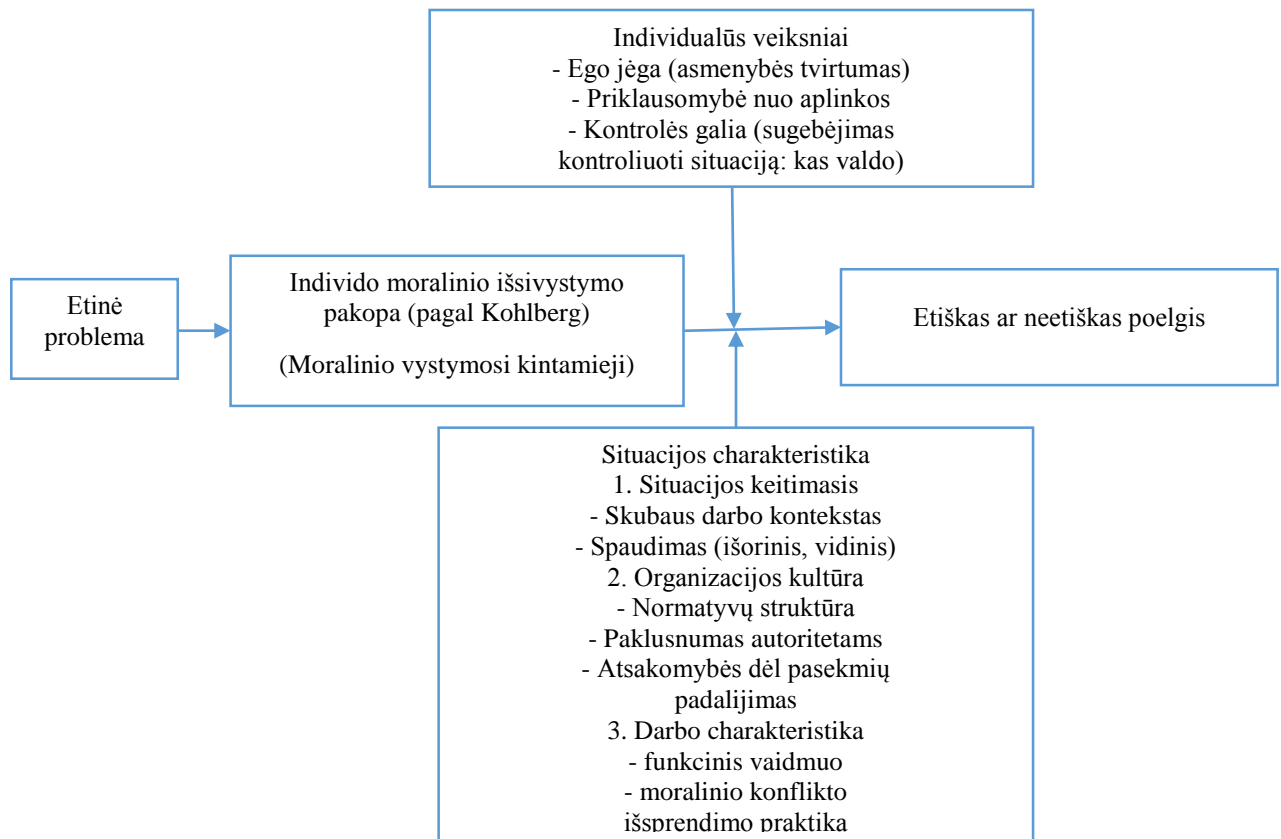 Individualūs veiksniai
- Ego jėga (asmenybės tvirtumas)
- Priklausomybė nuo aplinkos
- Kontrolės galia (sugebėjimas
kontroliuoti situaciją: kas valdo)
Etinė
problema
Individo moralinio išsivystymo
pakopa (pagal Kohlberg)
(Moralinio vystymosi kintamieji)
Etiškas ar neetiškas poelgis
Situacijos charakteristika
1. Situacijos keitimasis
- Skubaus darbo kontekstas
- Spaudimas (išorinis, vidinis)
2. Organizacijos kultūra
- Normatyvų struktūra
- Paklusnumas autoritetams
- Atsakomybės dėl pasekmių
padalijimas
3. Darbo charakteristika
- funkcinis vaidmuo
- moralinio konflikto
išsprendimo praktika